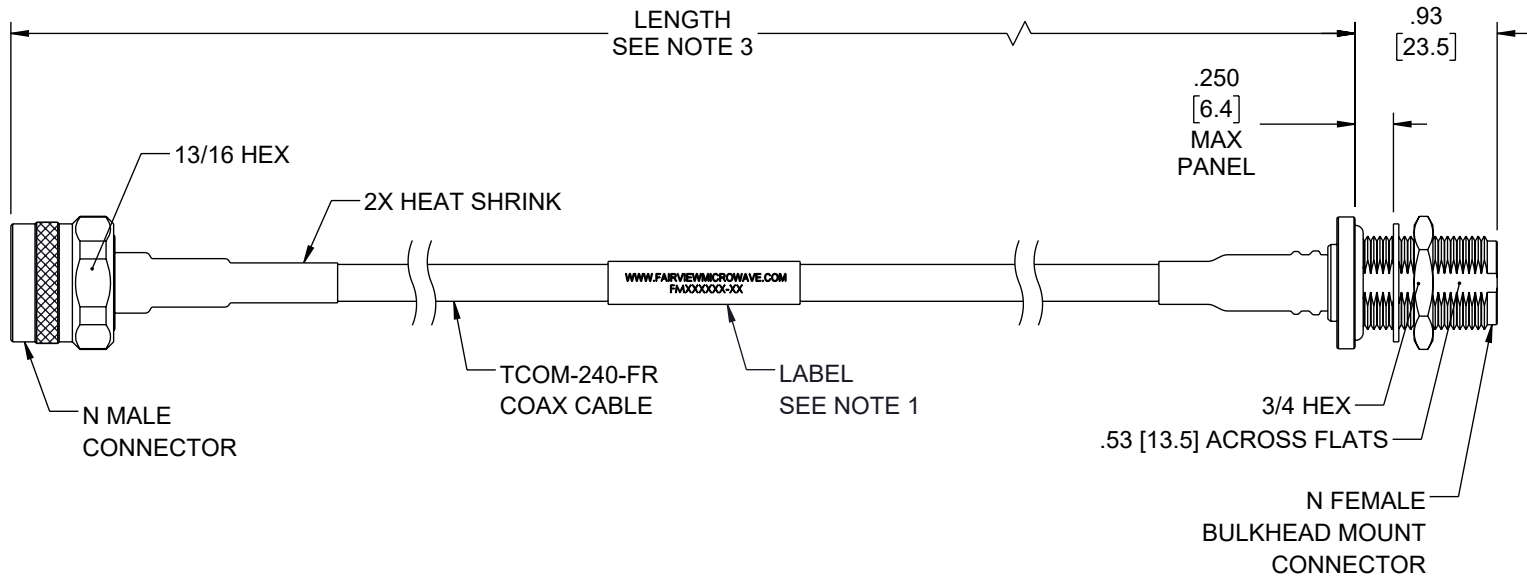 LENGTH
SEE NOTE 3
.93
[23.5]
.250
[6.4]
MAX
PANEL
13/16 HEX
2X HEAT SHRINK
WWW.FAIRVIEWMICROWAVE.COM
FMXXXXXX-XX
TCOM-240-FR
COAX CABLE
LABEL
SEE NOTE 1
N MALE
CONNECTOR
3/4 HEX
.53 [13.5] ACROSS FLATS
N FEMALE
BULKHEAD MOUNT
CONNECTOR